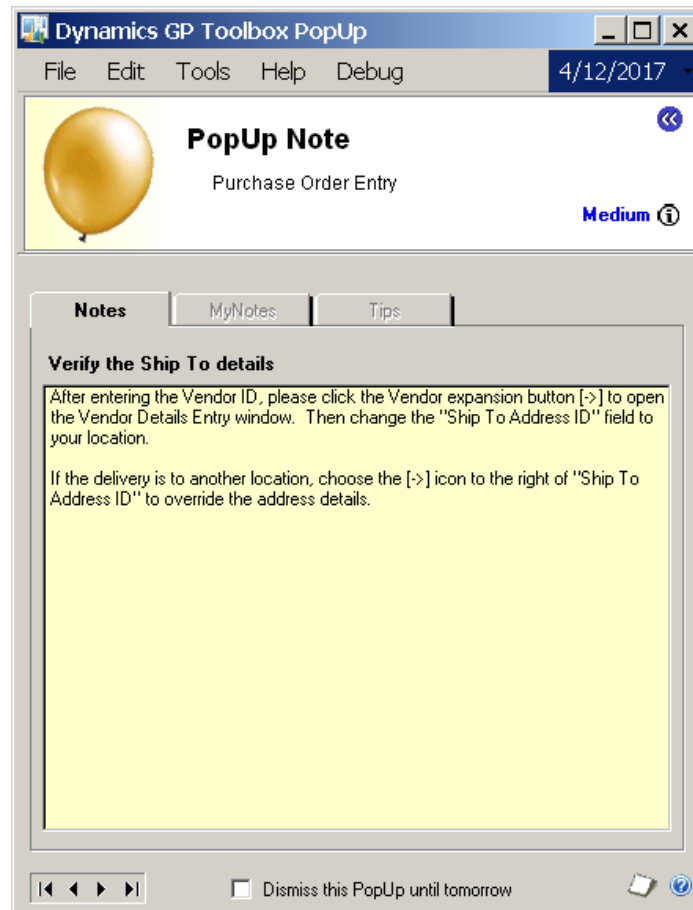 Dynamics GP Toolbox PopUp
File Edit Tools Help Debug 4/12/2017
PopUp Note
Purchase Order Entry
Medium
Notes MyNotes Tips
Verify the Ship To details
After entering the Vendor ID, please click the Vendor expansion button [->] to open
the Vendor Details Entry window.  Then change the "Ship To Address ID" field to
your location.
If the delivery is to another location, choose the [->] icon to the right of "Ship To
Address ID" to override the address details.
Dismiss this PopUp until tomorrow